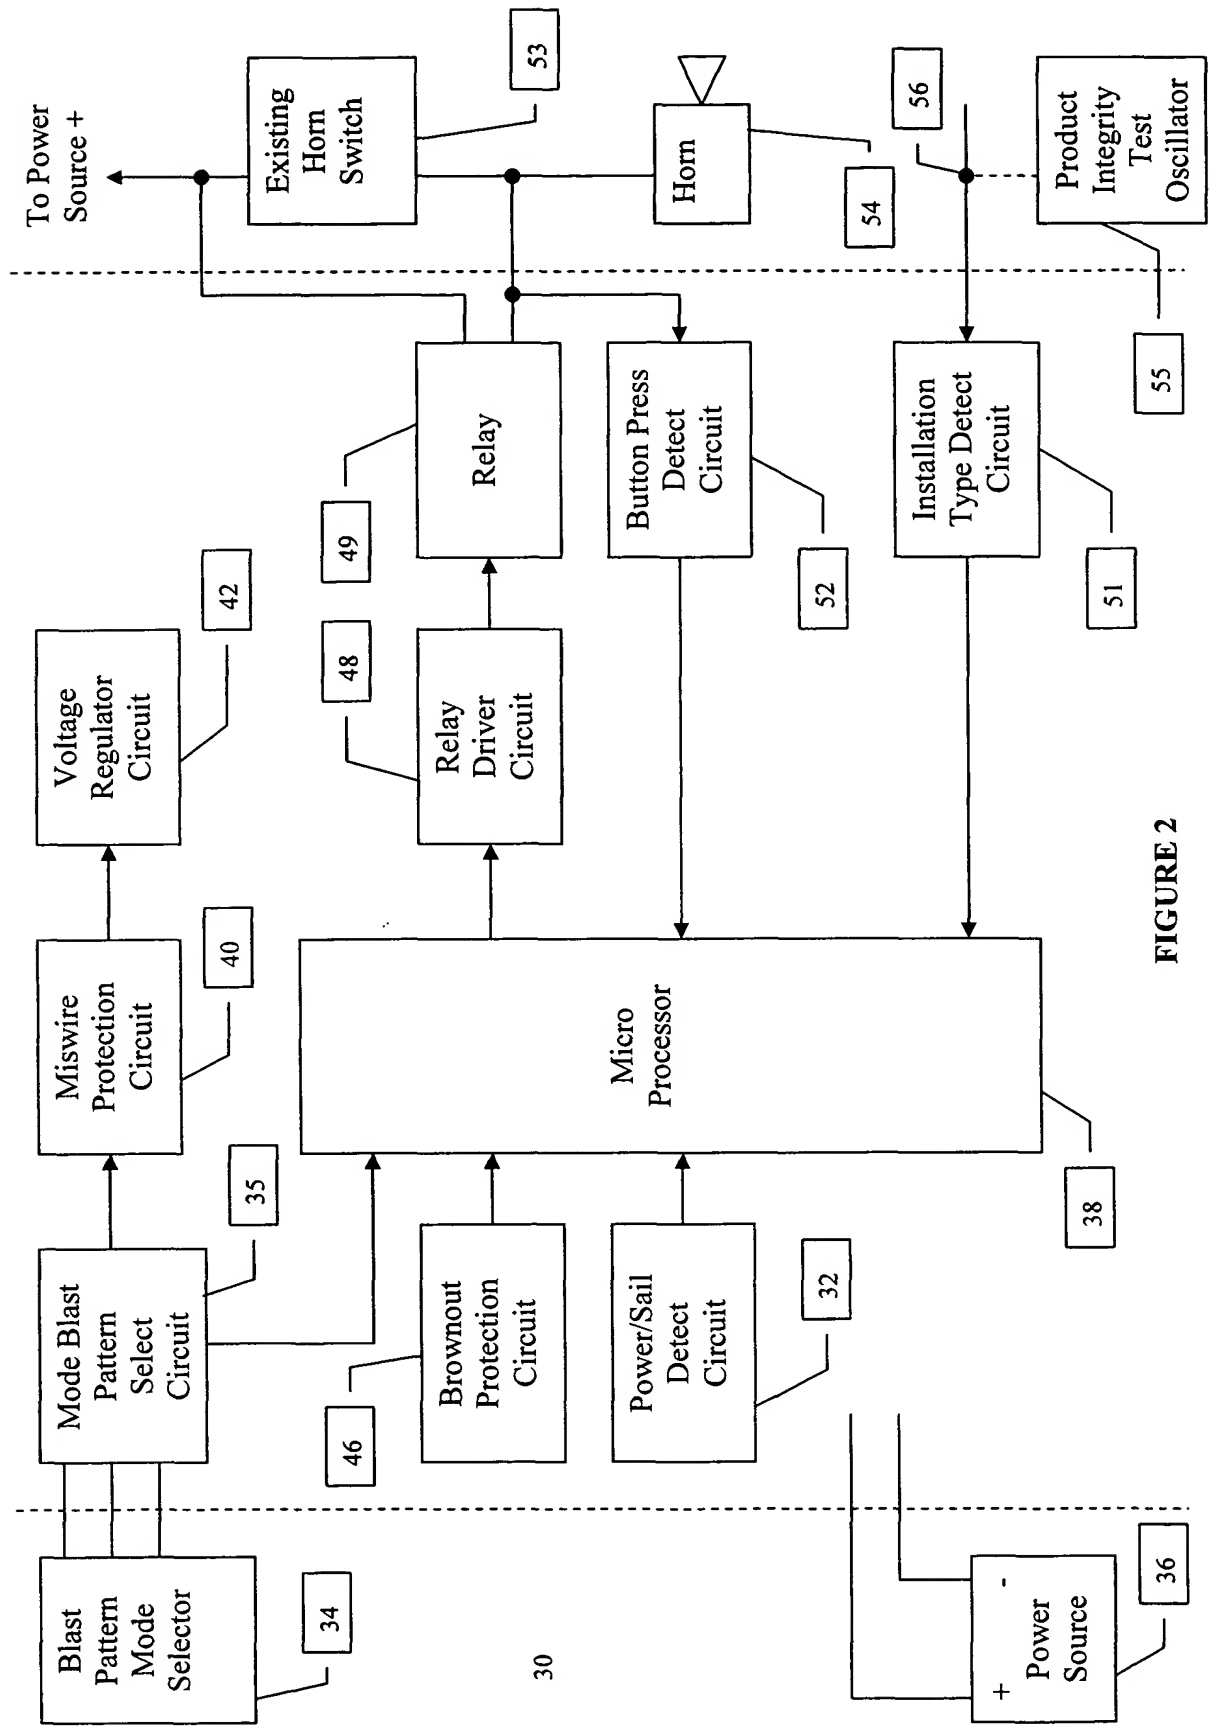 Blast
Pattern
Mode
Selector
34
Mode Blast
Pattern
Select
Circuit
35
Miswire
Protection
Circuit
40
Voltage
Regulator
Circuit
42
To Power
Source +
Existing
Horn
Switch
53
Brownout
Protection
Circuit
46
Micro
Processor
38
Relay
Driver
Circuit
48
Relay
49
Horn
54
Power/Sail
Detect
Circuit
32
Button Press
Detect
Circuit
52
Installation
Type Detect
Circuit
51
56
Product
Integrity
Test
Oscillator
55
30
+ -
Power
Source
36
FIGURE 2